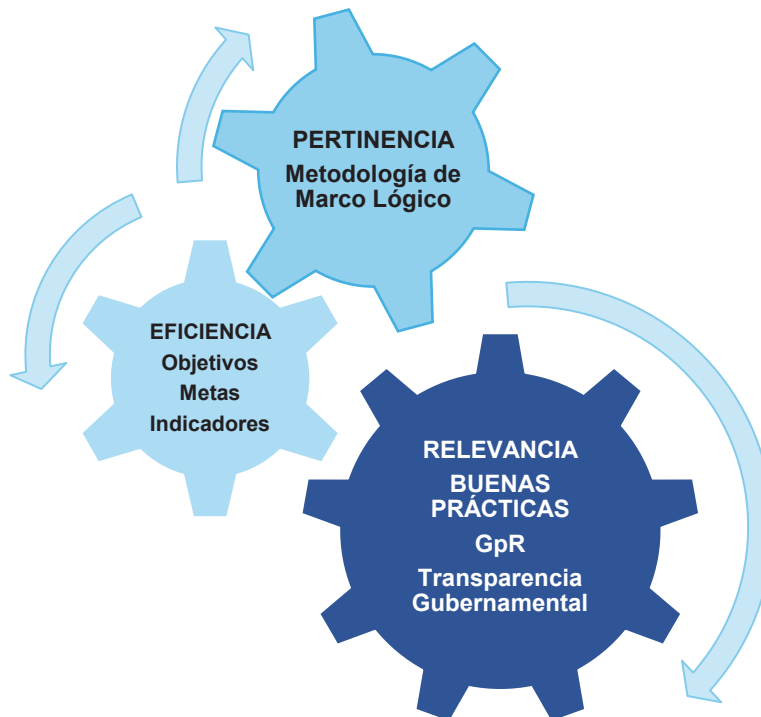 PERTINENCIA
Metodología de
Marco Lógico
EFICIENCIA
Objetivos
Metas
Indicadores
RELEVANCIA
BUENAS
PRÁCTICAS
GpR
Transparencia
Gubernamental